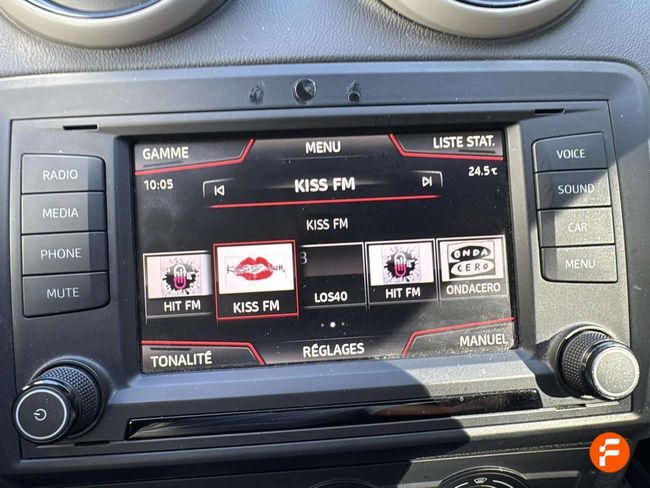 GAMME MENU LISTE STAT.
10:05 KISS FM 24.5°C
KISS FM
HIT FM
KISS FM
LOS40
HIT FM
ONDA
CERO
ONDACERO
TONALITÉ RÉGLAGES MANUEL
RADIO
MEDIA
PHONE
MUTE
VOICE
SOUND
CAR
MENU